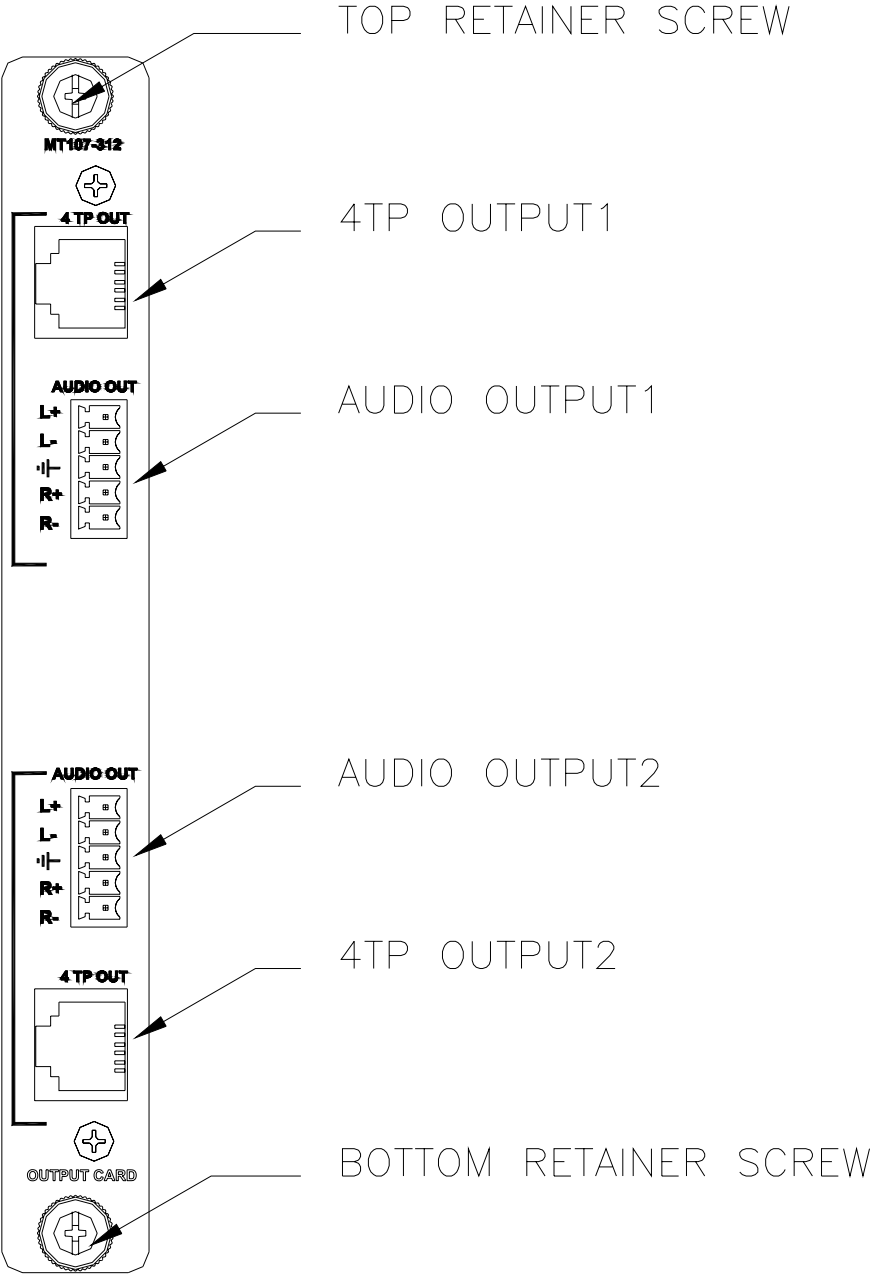 TOP RETAINER SCREW
MT107-312
4 TP OUT
4TP OUTPUT1
AUDIO OUT
AUDIO OUTPUT1
L+
L-
R+
R-
AUDIO OUT
AUDIO OUTPUT2
L+
L-
R+
R-
4 TP OUT
4TP OUTPUT2
OUTPUT CARD
BOTTOM RETAINER SCREW